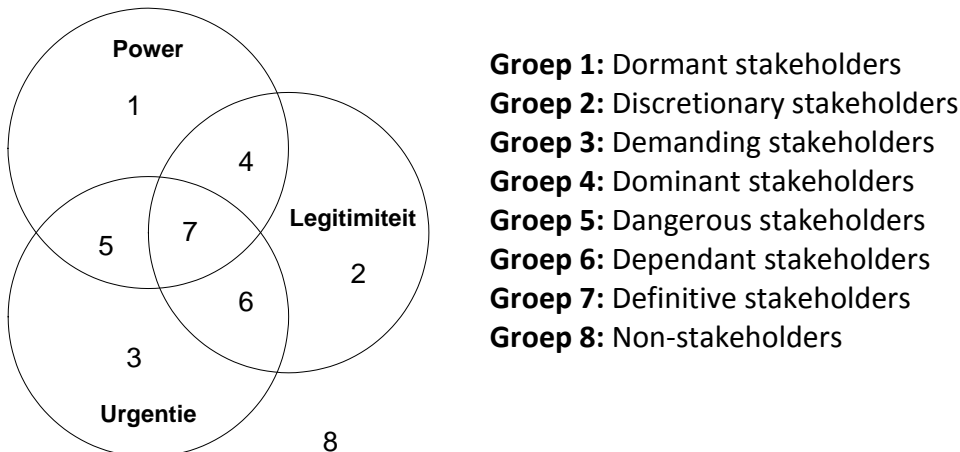 Power
1
4
Legitimiteit
7
5
2
6
3
Urgentie
8
Groep 1: Dormant stakeholders
Groep 2: Discretionary stakeholders
Groep 3: Demanding stakeholders
Groep 4: Dominant stakeholders
Groep 5: Dangerous stakeholders
Groep 6: Dependant stakeholders
Groep 7: Definitive stakeholders
Groep 8: Non-stakeholders